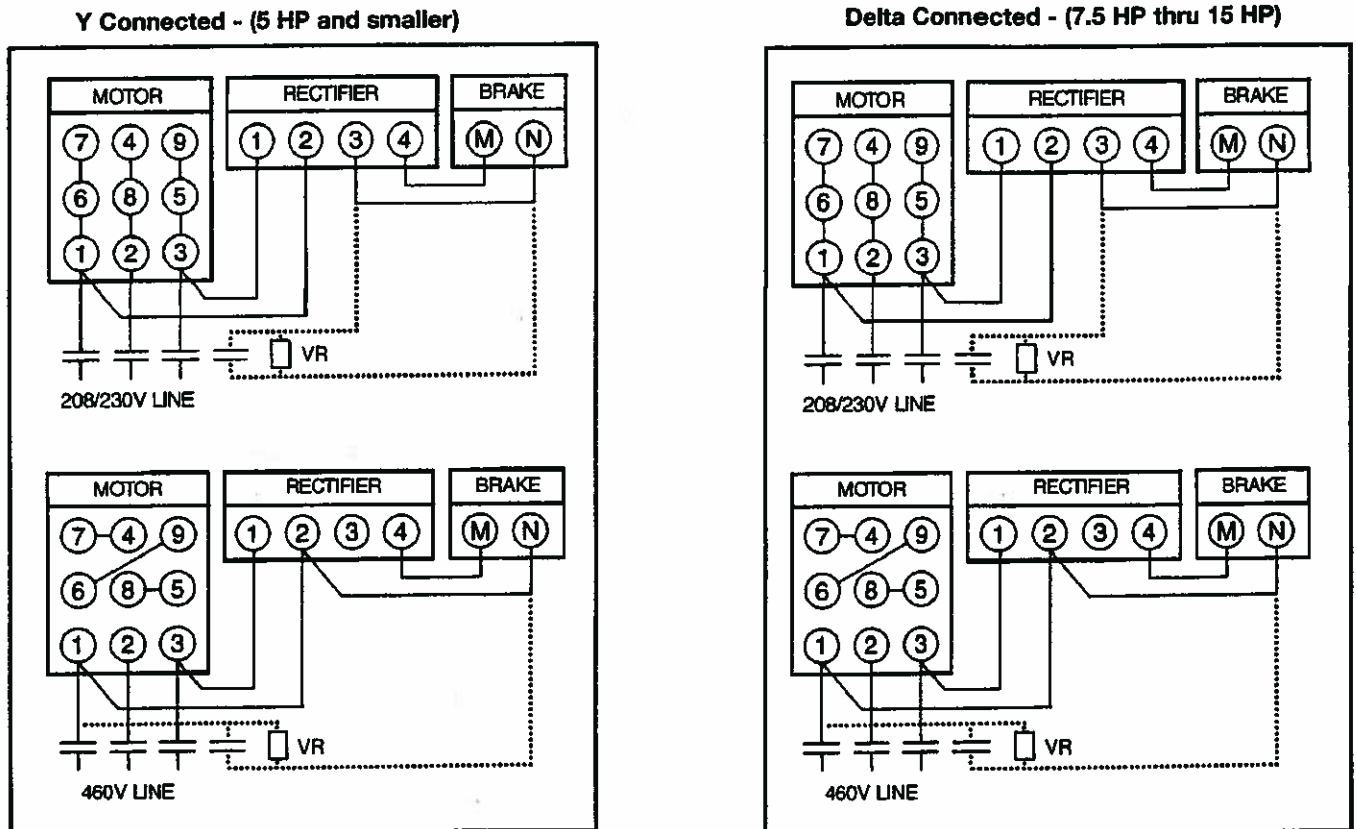 Y Connected - (5 HP and smaller)
MOTOR RECTIFIER BRAKE
7 4 9 1 2 3 4 M N
6 8 5
1 2 3
VR
208/230V LINE
MOTOR RECTIFIER BRAKE
7 4 9 1 2 3 4 M N
6 8 5
1 2 3
VR
460V LINE
Delta Connected - (7.5 HP thru 15 HP)
MOTOR RECTIFIER BRAKE
7 4 9 1 2 3 4 M N
6 8 5
1 2 3
VR
208/230V LINE
MOTOR RECTIFIER BRAKE
7 4 9 1 2 3 4 M N
6 8 5
1 2 3
VR
460V LINE